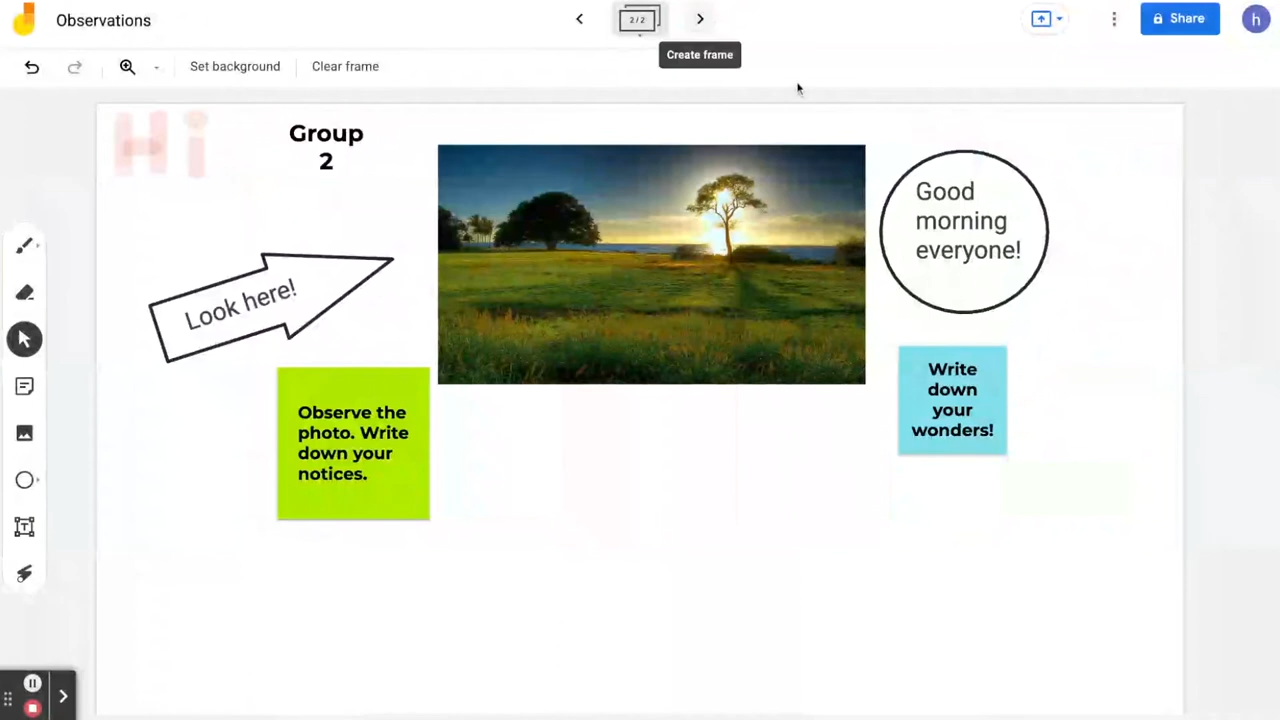 Observations
2/2
Share
h
Create frame
Set background
Clear frame
Hi
Group
2
Good
morning
everyone!
Look here!
Observe the
photo. Write
down your
notices.
Write
down
your
wonders!